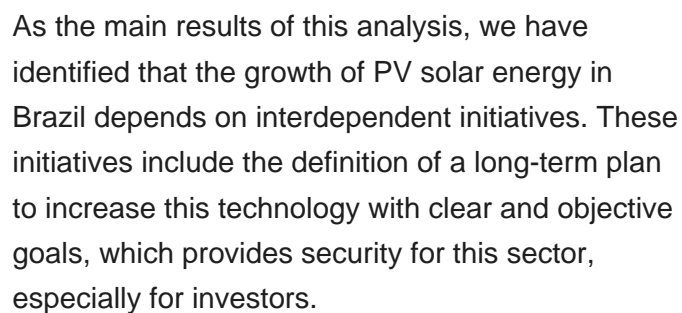 As the main results of this analysis, we have
identified that the growth of PV solar energy in
Brazil depends on interdependent initiatives. These
initiatives include the definition of a long-term plan
to increase this technology with clear and objective
goals, which provides security for this sector,
especially for investors.